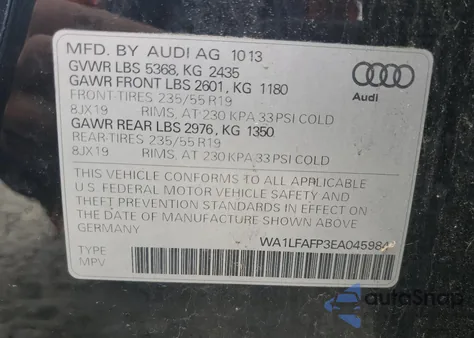 MFD. BY AUDI AG 10 13
GVWR LBS 5368, KG 2435
GAWR FRONT LBS 2601, KG 1180
FRONT-TIRES 235/55 R19
8JX19 RIMS, AT 230 KPA 33 PSI COLD
GAWR REAR LBS 2976, KG 1350
REAR-TIRES 235/55 R19
8JX19 RIMS, AT 230 KPA 33 PSI COLD
Audi
THIS VEHICLE CONFORMS TO ALL APPLICABLE
U.S. FEDERAL MOTOR VEHICLE SAFETY AND
THEFT PREVENTION STANDARDS IN EFFECT ON THE
DATE OF MANUFACTURE SHOWN ABOVE
GERMANY
TYPE
MPV
autoSnap